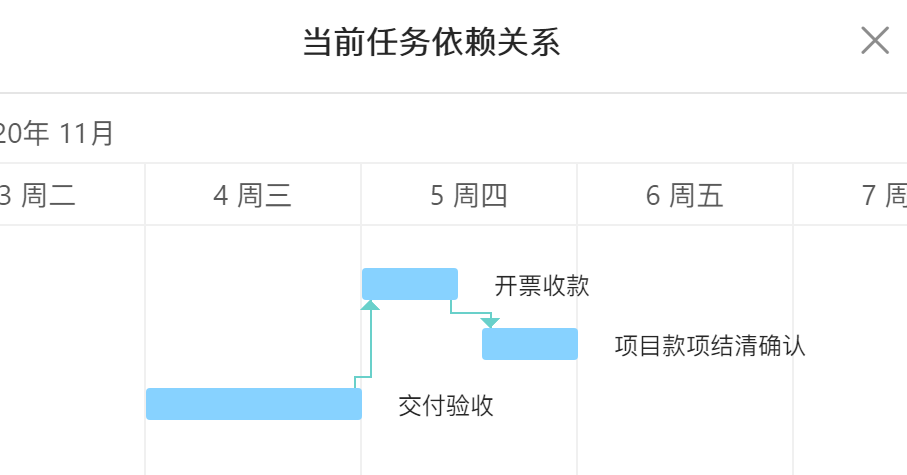 当前任务依赖关系
20年 11月
3 周二
4 周三
5 周四
6 周五
7 周
开票收款
项目款项结清确认
交付验收